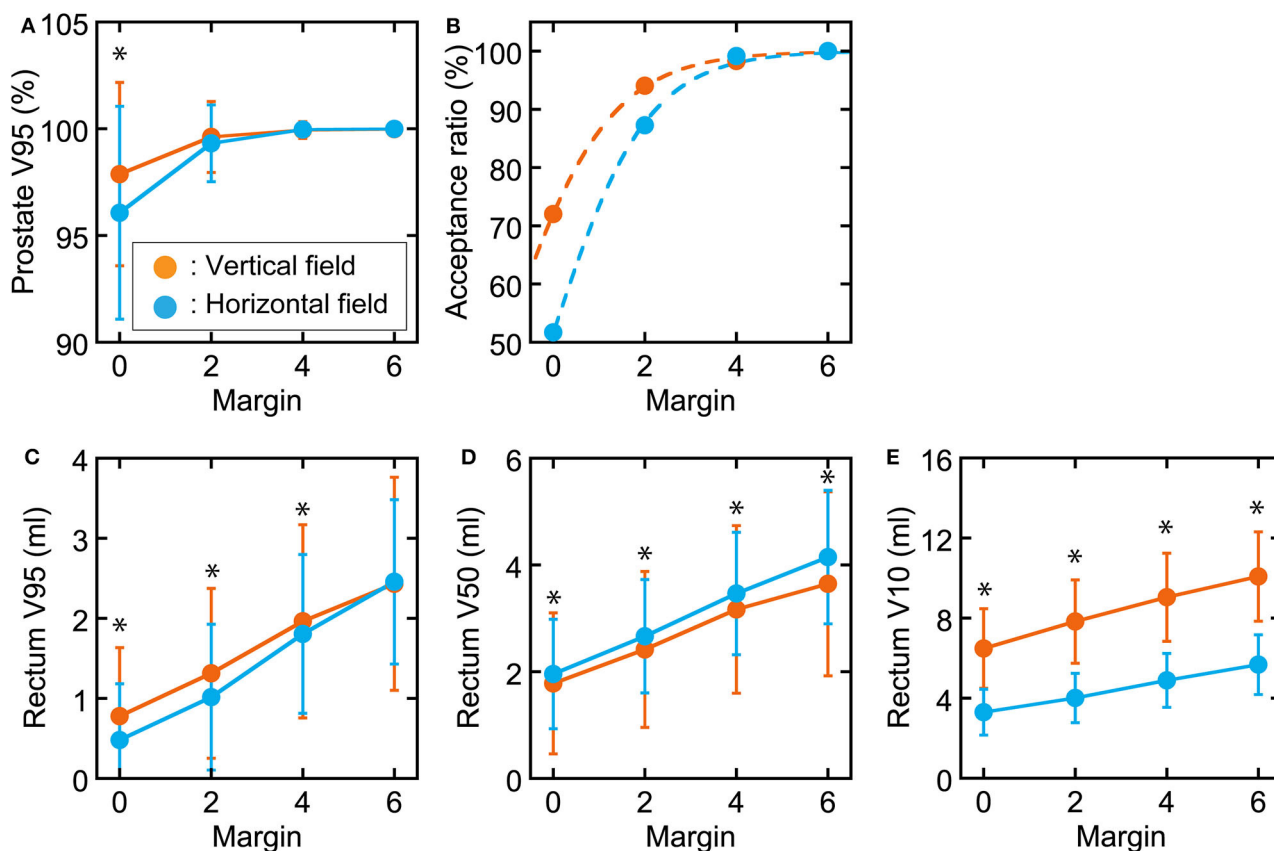 A
Prostate V95 (%)
105
100
95
90
*
: Vertical field
: Horizontal field
0 2 4 6
Margin
B
Acceptance ratio (%)
100
90
80
70
60
50
0 2 4 6
Margin
C
Rectum V95 (ml)
4
3
2
1
0
* * *
0 2 4 6
Margin
D
Rectum V50 (ml)
6
4
2
0
* * * *
0 2 4 6
Margin
E
Rectum V10 (ml)
16
12
8
4
0
* * * *
0 2 4 6
Margin